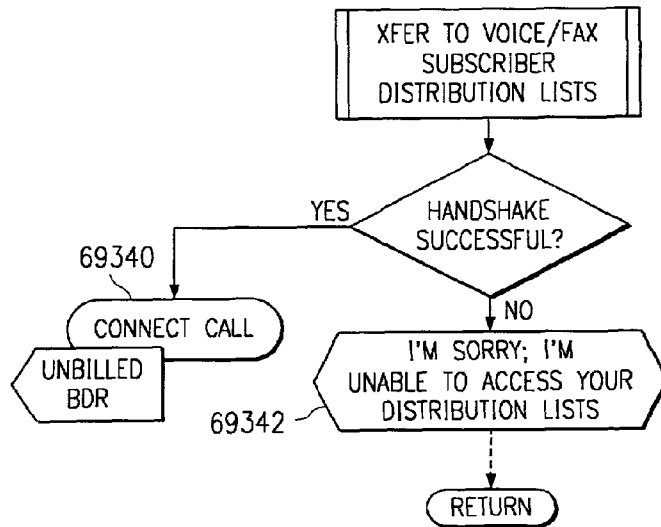 XFER TO VOICE/FAX
SUBSCRIBER
DISTRIBUTION LISTS
YES
HANDSHAKE
SUCCESSFUL?
69340
CONNECT CALL
NO
UNBILLED
BDR
I'M SORRY; I'M
UNABLE TO ACCESS YOUR
DISTRIBUTION LISTS
69342
RETURN